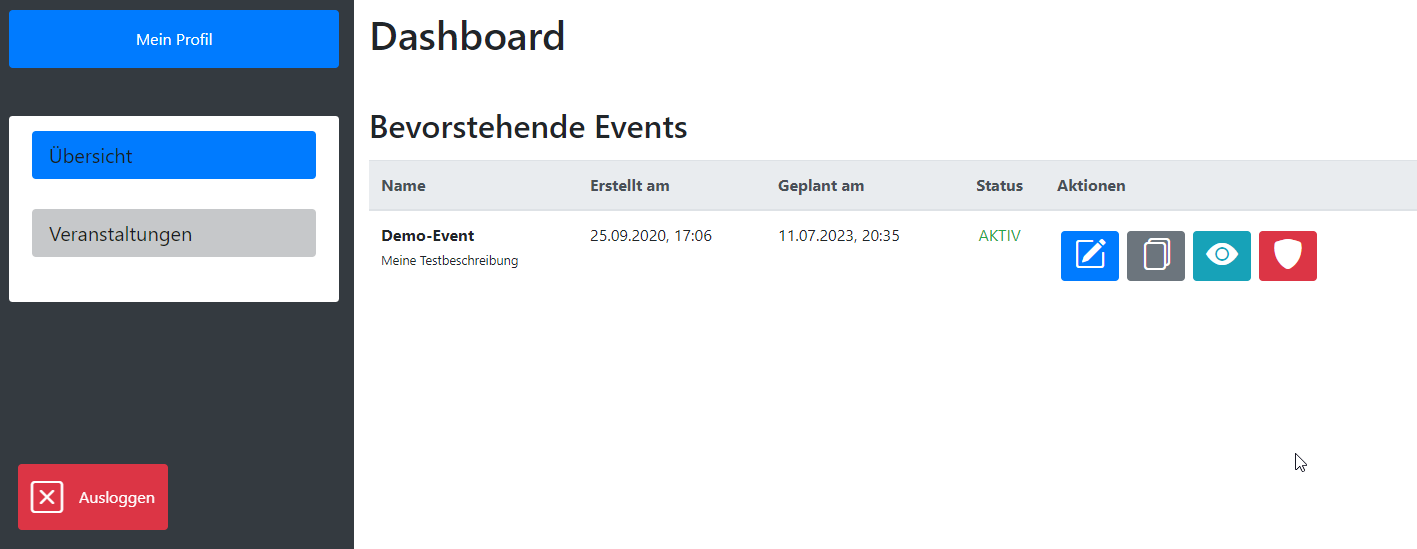 Mein Profil
Übersicht
Veranstaltungen
Ausloggen
Dashboard
Bevorstehende Events
Name Erstellt am Geplant am Status Aktionen
Demo-Event 25.09.2020, 17:06 11.07.2023, 20:35 AKTIV
Meine Testbeschreibung